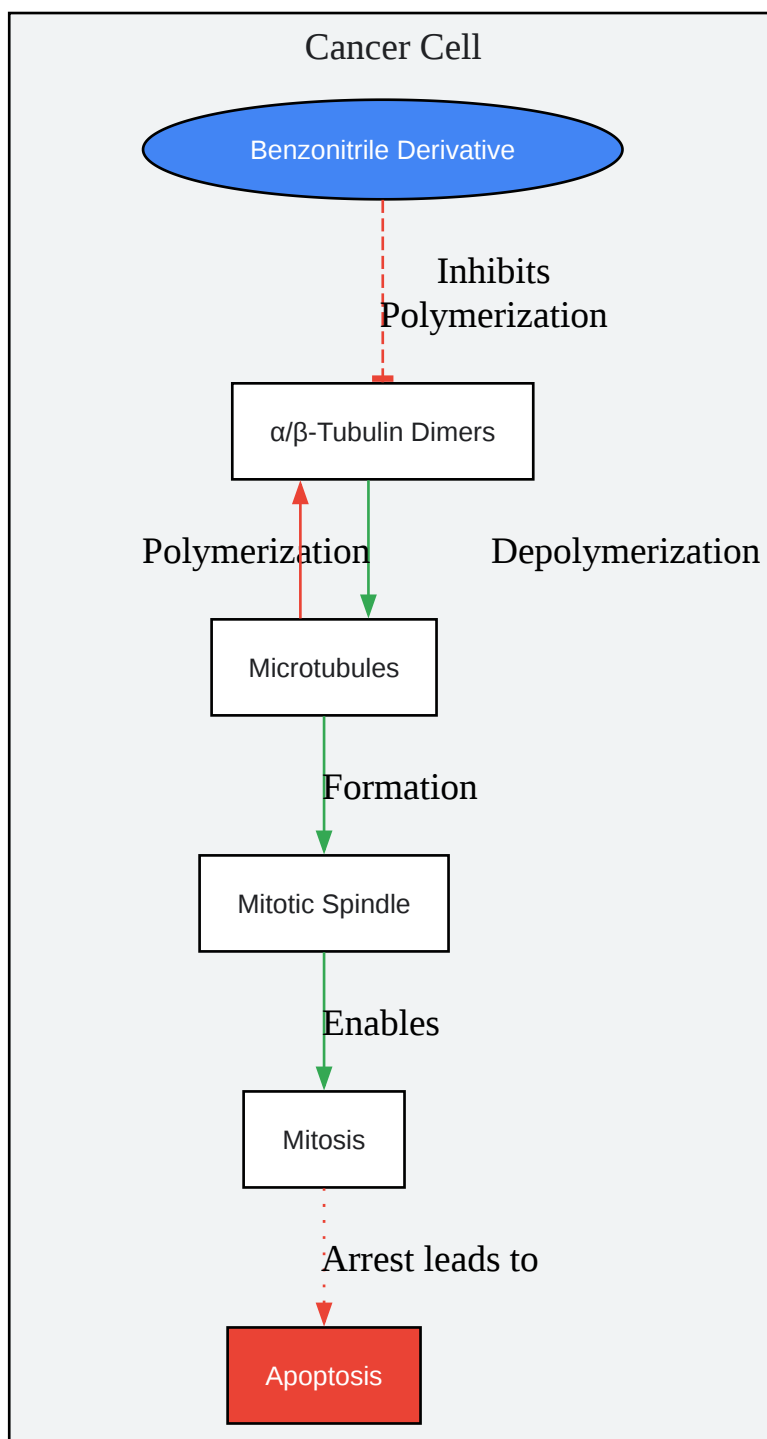 Cancer Cell
Benzonitrile Derivative
Inhibits
Polymerization
α/β-Tubulin Dimers
Polymerization
Depolymerization
Microtubules
Formation
Mitotic Spindle
Enables
Mitosis
Arrest leads to
Apoptosis